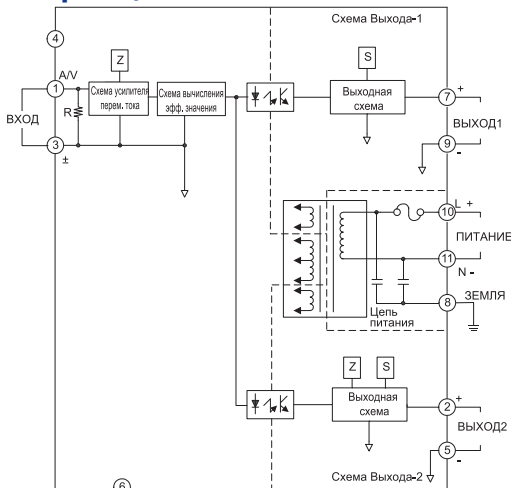 Схема Выхода-1
4
Z
S
1
A/V
Схема усилителя
перем. тока
Схема вычисления
эфф. значения
Выходная
схема
7
+
R
ВХОД
ВЫХОД1
3
±
9
-
10
L +
ПИТАНИЕ
11
N -
8
ЗЕМЛЯ
Цепь
питания
Z
S
Выходная
схема
2
+
ВЫХОД2
5
-
Схема Выхода-2
6